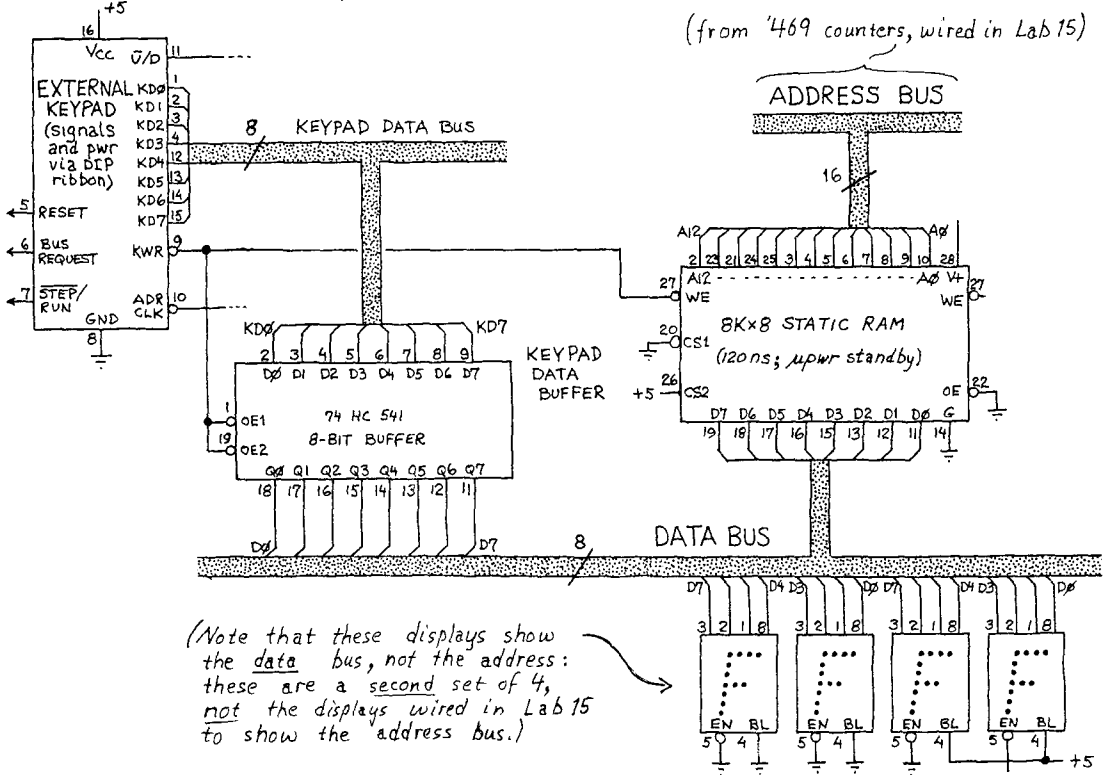 +5
16
Vcc
Ū/D
11
EXTERNAL
KEYPAD
(signals
and pwr
via DIP
ribbon)
KDØ 1
KD1 2
KD2 3
KD3 4
KD4 12
KD5 13
KD6 14
KD7 15
5 RESET
6 BUS
REQUEST
KWR 9
7 STEP/
RUN
ADR 10
CLK
GND
8
8
KEYPAD DATA BUS
(from '469 counters, wired in Lab 15)
ADDRESS BUS
16
A12 AØ
2 23 21 24 25 3 4 5 6 7 8 9 10 28
A12 AØ V+
27 WE
WE 27
8K×8 STATIC RAM
(120ns; μpwr standby)
20 CS1
+5 26 CS2
OE 22
D7 D6 D5 D4 D3 D2 D1 DØ G
19 18 17 16 15 13 12 11 14
KDØ KD7
2 3 4 5 6 7 8 9
DØ D1 D2 D3 D4 D5 D6 D7
KEYPAD
DATA
BUFFER
1 OE1
19 OE2
74 HC 541
8-BIT BUFFER
QØ Q1 Q2 Q3 Q4 Q5 Q6 Q7
18 17 16 15 14 13 12 11
DØ D7
8
DATA BUS
D7 D4 D3 DØ D7 D4 D3 DØ
3 2 1 8 3 2 1 8 3 2 1 8 3 2 1 8
F F F F
EN BL EN BL EN BL EN BL
5 4 5 4 5 4 5 4
+5
(Note that these displays show
the data bus, not the address:
these are a second set of 4,
not the displays wired in Lab 15
to show the address bus.)